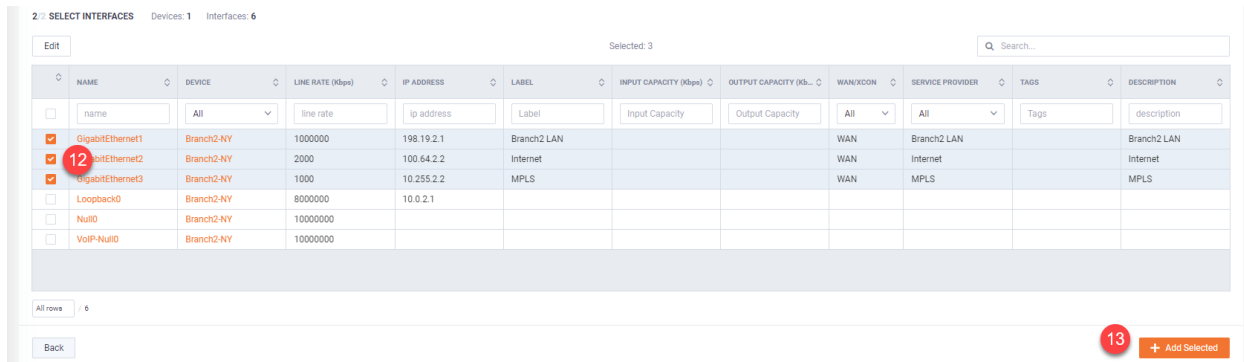 2/2 SELECT INTERFACES Devices: 1 Interfaces: 6
Edit Selected: 3 Search...
NAME DEVICE LINE RATE (Kbps) IP ADDRESS LABEL INPUT CAPACITY (Kbps) OUTPUT CAPACITY (Kb... WAN/XCON SERVICE PROVIDER TAGS DESCRIPTION
name All line rate ip address Label Input Capacity Output Capacity All All Tags description
GigabitEthernet1 Branch2-NY 1000000 198.19.2.1 Branch2 LAN WAN Branch2 LAN Branch2 LAN
12 bitEthernet2 Branch2-NY 2000 100.64.2.2 Internet WAN Internet Internet
GigabitEthernet3 Branch2-NY 1000 10.255.2.2 MPLS WAN MPLS MPLS
Loopback0 Branch2-NY 8000000 10.0.2.1
Null0 Branch2-NY 10000000
VoIP-Null0 Branch2-NY 10000000
All rows / 6
Back 13 + Add Selected